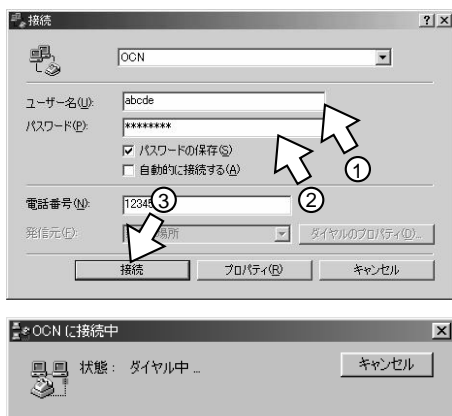 接続
OCN
ユーザー名(U): abcde
①
パスワード(P): ********
パスワードの保存(S)
自動的に接続する(A)
②
電話番号(N): 12345
③
発信元(F): 場所 ダイヤルのプロパティ(D)...
接続 プロパティ(R) キャンセル
OCN に接続中
状態 : ダイヤル中 ... キャンセル